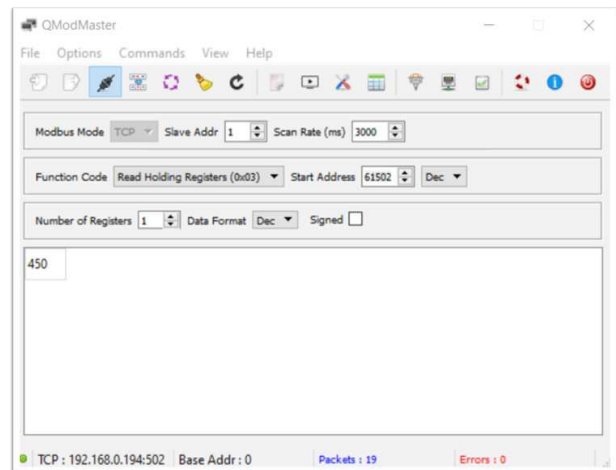 QModMaster
File Options Commands View Help
Modbus Mode TCP Slave Addr 1 Scan Rate (ms) 3000
Function Code Read Holding Registers (0x03) Start Address 61502 Dec
Number of Registers 1 Data Format Dec Signed
450
TCP : 192.168.0.194:502 Base Addr : 0 Packets : 19 Errors : 0